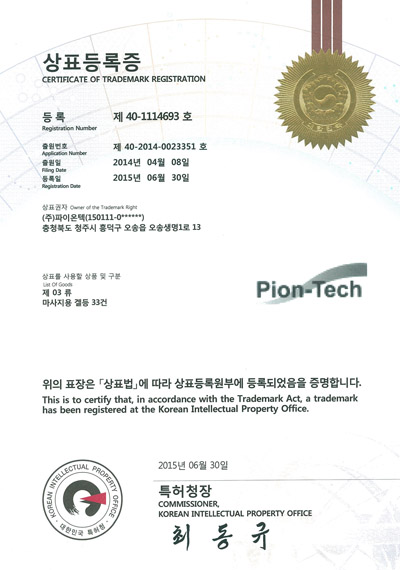 상표등록증
CERTIFICATE OF TRADEMARK REGISTRATION
등 록 제 40-1114693 호
Registration Number
출원번호 제 40-2014-0023351 호
Application Number
출원일 2014년 04월 08일
Filing Date
등록일 2015년 06월 30일
Registration Date
상표권자 Owner of the Trademark Right
(주)파이온텍(150111-0******)
충청북도 청주시 흥덕구 오송읍 오송생명1로 13
상표를 사용할 상품 및 구분
List Of Goods
제 03 류
마사지용 겔등 33건
Pion-Tech
위의 표장은 「상표법」에 따라 상표등록원부에 등록되었음을 증명합니다.
This is to certify that, in accordance with the Trademark Act, a trademark
has been registered at the Korean Intellectual Property Office.
2015년 06월 30일
특허청장
COMMISSIONER,
KOREAN INTELLECTUAL PROPERTY OFFICE
최동규
KOREAN INTELLECTUAL PROPERTY OFFICE
대한민국 특허청